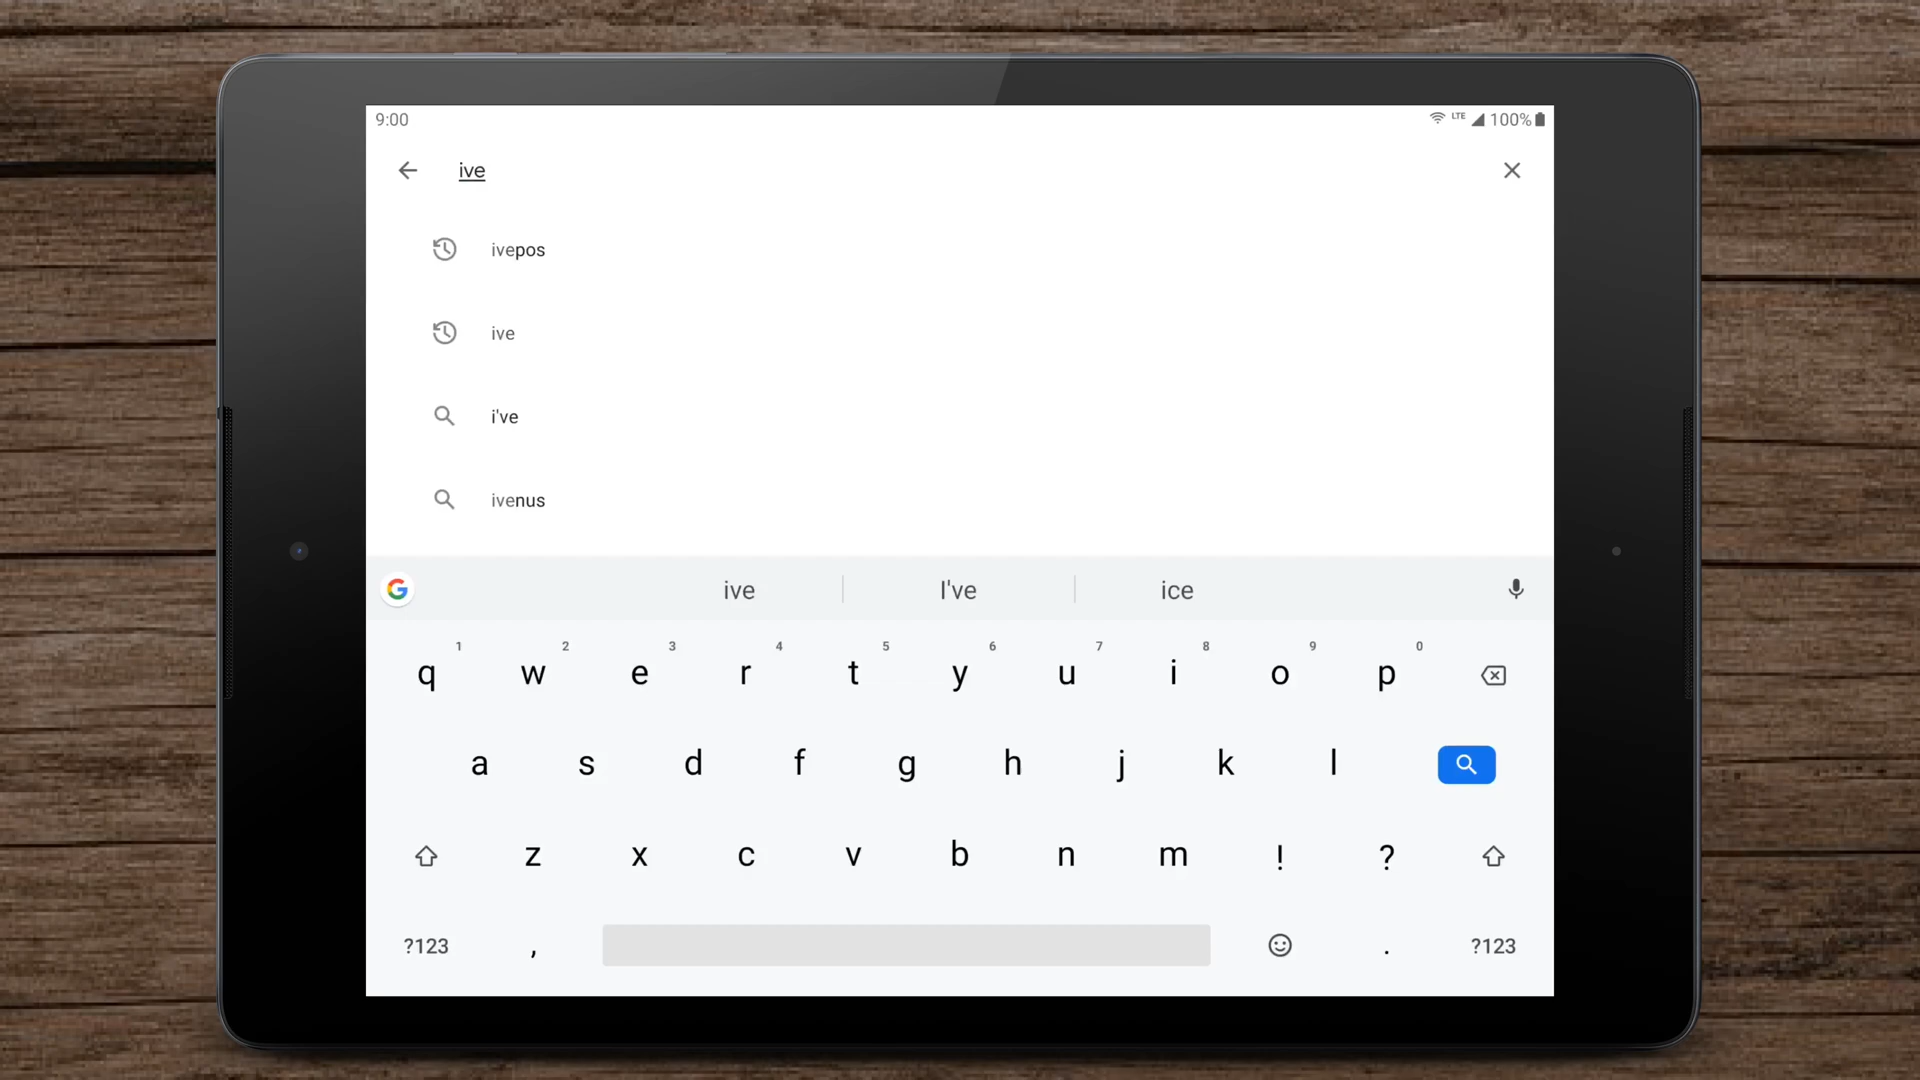 9:00 LTE 100%
ive
ivepos
ive
i've
ivenus
G ive I've ice
1 2 3 4 5 6 7 8 9 0
q w e r t y u i o p
a s d f g h j k l
z x c v b n m ! ?
?123 , . ?123